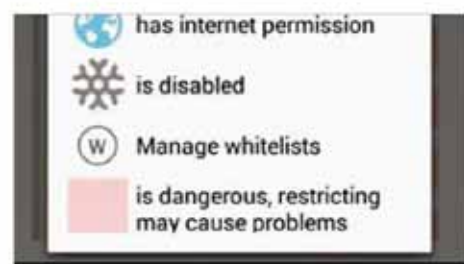 has internet permission
is disabled
W Manage whitelists
is dangerous, restricting
may cause problems